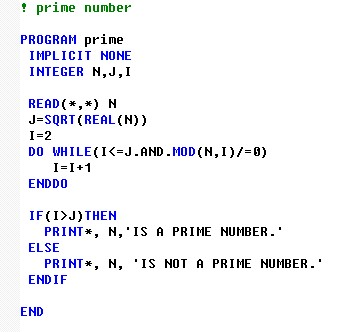 ! prime number
PROGRAM prime
IMPLICIT NONE
INTEGER N,J,I
READ(*,*) N
J=SQRT(REAL(N))
I=2
DO WHILE(I<=J.AND.MOD(N,I)/=0)
I=I+1
ENDDO
IF(I>J)THEN
PRINT*, N,'IS A PRIME NUMBER.'
ELSE
PRINT*, N, 'IS NOT A PRIME NUMBER.'
ENDIF
END